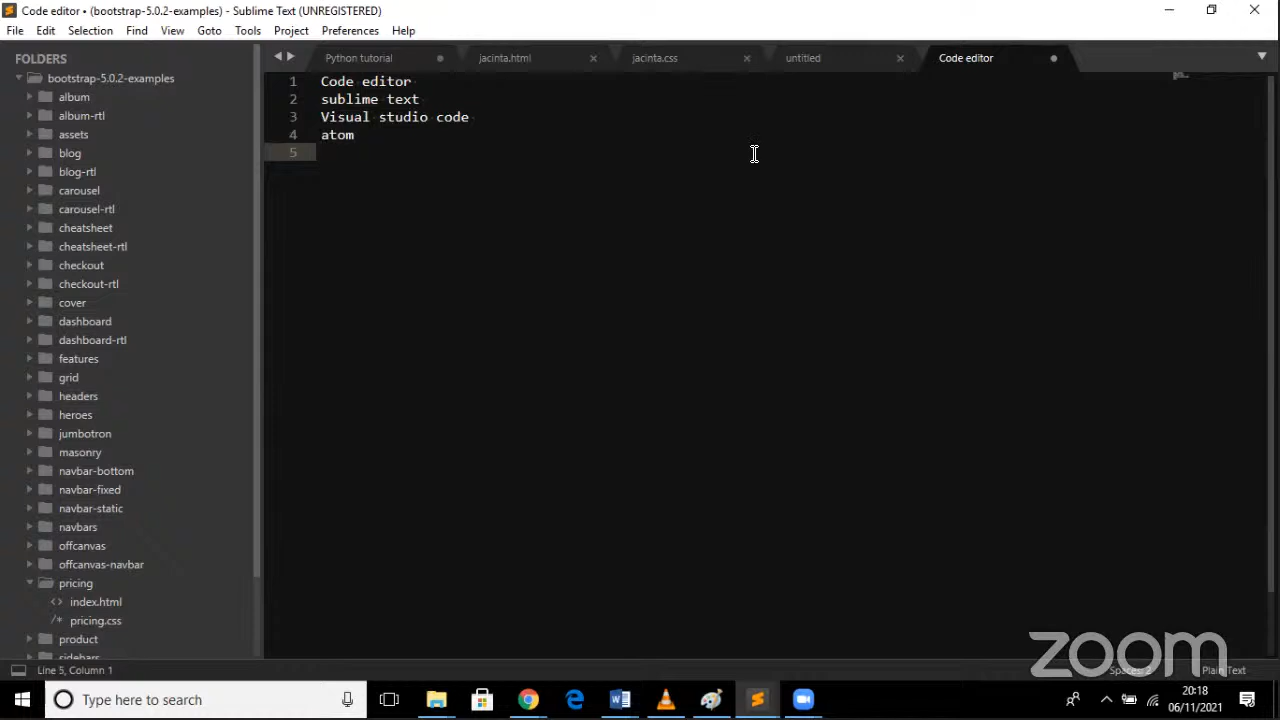 Code editor • (bootstrap-5.0.2-examples) - Sublime Text (UNREGISTERED)
File Edit Selection Find View Goto Tools Project Preferences Help
FOLDERS
bootstrap-5.0.2-examples
album
album-rtl
assets
blog
blog-rtl
carousel
carousel-rtl
cheatsheet
cheatsheet-rtl
checkout
checkout-rtl
cover
dashboard
dashboard-rtl
features
grid
headers
heroes
jumbotron
masonry
navbar-bottom
navbar-fixed
navbar-static
navbars
offcanvas
offcanvas-navbar
pricing
<> index.html
/* pricing.css
product
sidebars
Python tutorial jacinta.html jacinta.css untitled Code editor
1 Code editor
2 sublime text
3 Visual studio code
4 atom
5
zoom
Line 5, Column 1 Spaces: 2 Plain Text
Type here to search
20:18
06/11/2021